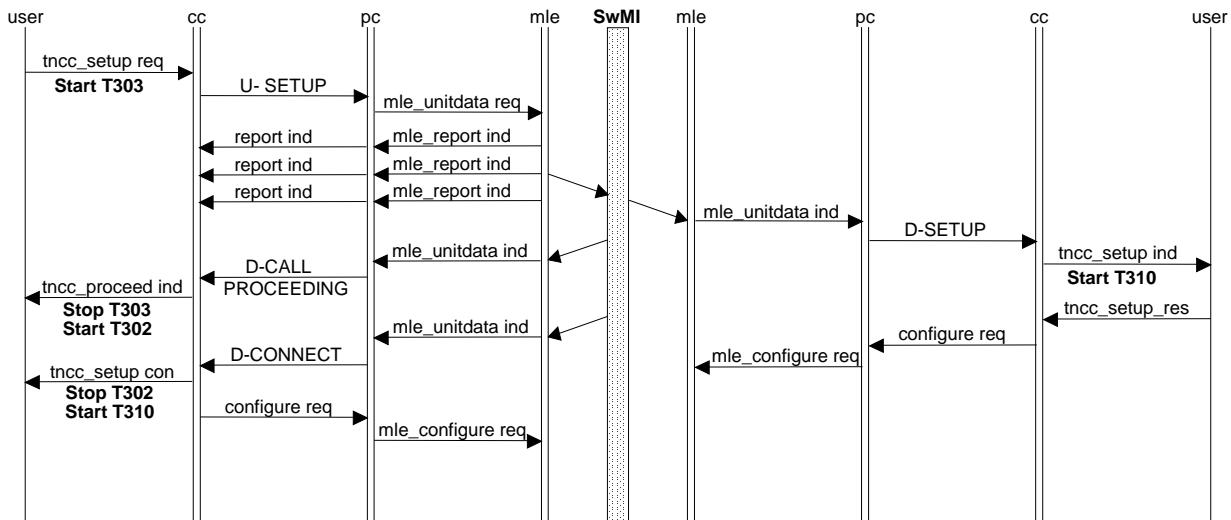 user cc pc mle SwMI mle pc cc user
tncc_setup req
Start T303
U- SETUP
mle_unitdata req
report ind
mle_report ind
report ind
mle_report ind
report ind
mle_report ind
mle_unitdata ind
D-SETUP
tncc_setup ind
Start T310
mle_unitdata ind
D-CALL
PROCEEDING
tncc_proceed ind
Stop T303
Start T302
tncc_setup_res
mle_unitdata ind
configure req
mle_configure req
D-CONNECT
tncc_setup con
Stop T302
Start T310
configure req
mle_configure req